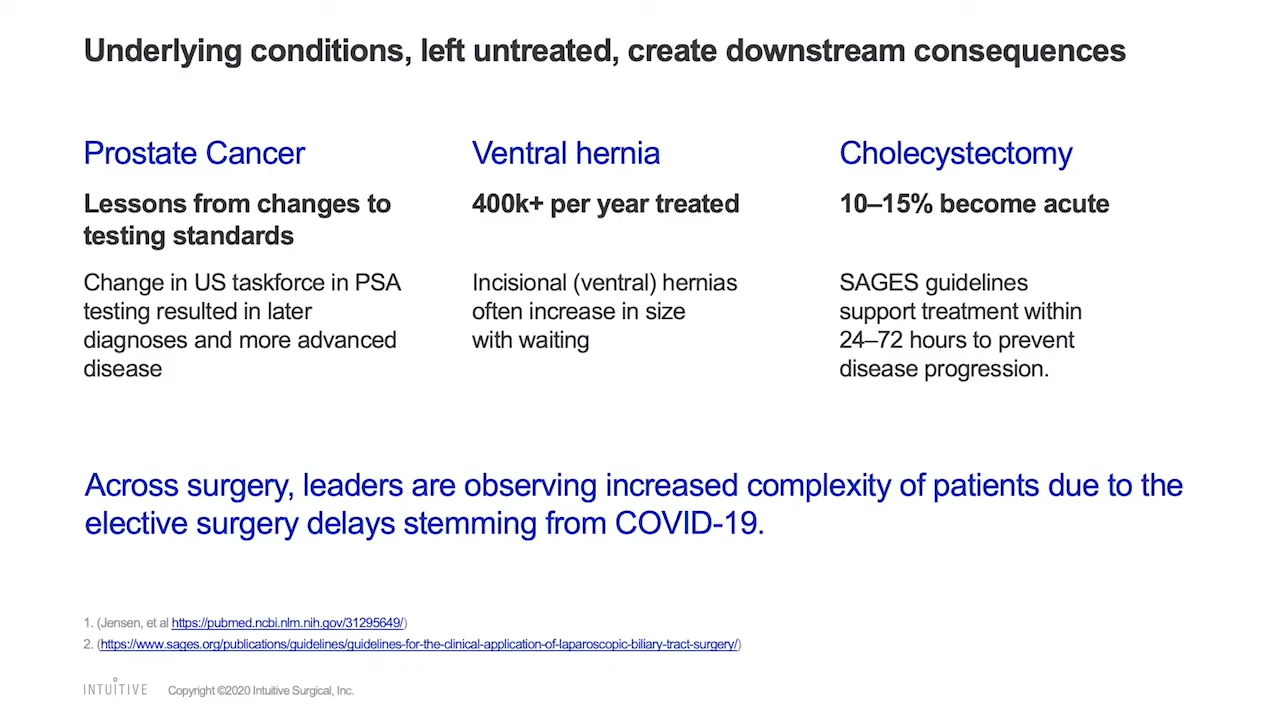 Underlying conditions, left untreated, create downstream consequences
Prostate Cancer
Lessons from changes to
testing standards
Change in US taskforce in PSA
testing resulted in later
diagnoses and more advanced
disease
Ventral hernia
400k+ per year treated
Incisional (ventral) hernias
often increase in size
with waiting
Cholecystectomy
10–15% become acute
SAGES guidelines
support treatment within
24–72 hours to prevent
disease progression.
Across surgery, leaders are observing increased complexity of patients due to the
elective surgery delays stemming from COVID-19.
1. (Jensen, et al https://pubmed.ncbi.nlm.nih.gov/31295649/)
2. (https://www.sages.org/publications/guidelines/guidelines-for-the-clinical-application-of-laparoscopic-biliary-tract-surgery/)
INTUITIVE Copyright ©2020 Intuitive Surgical, Inc.